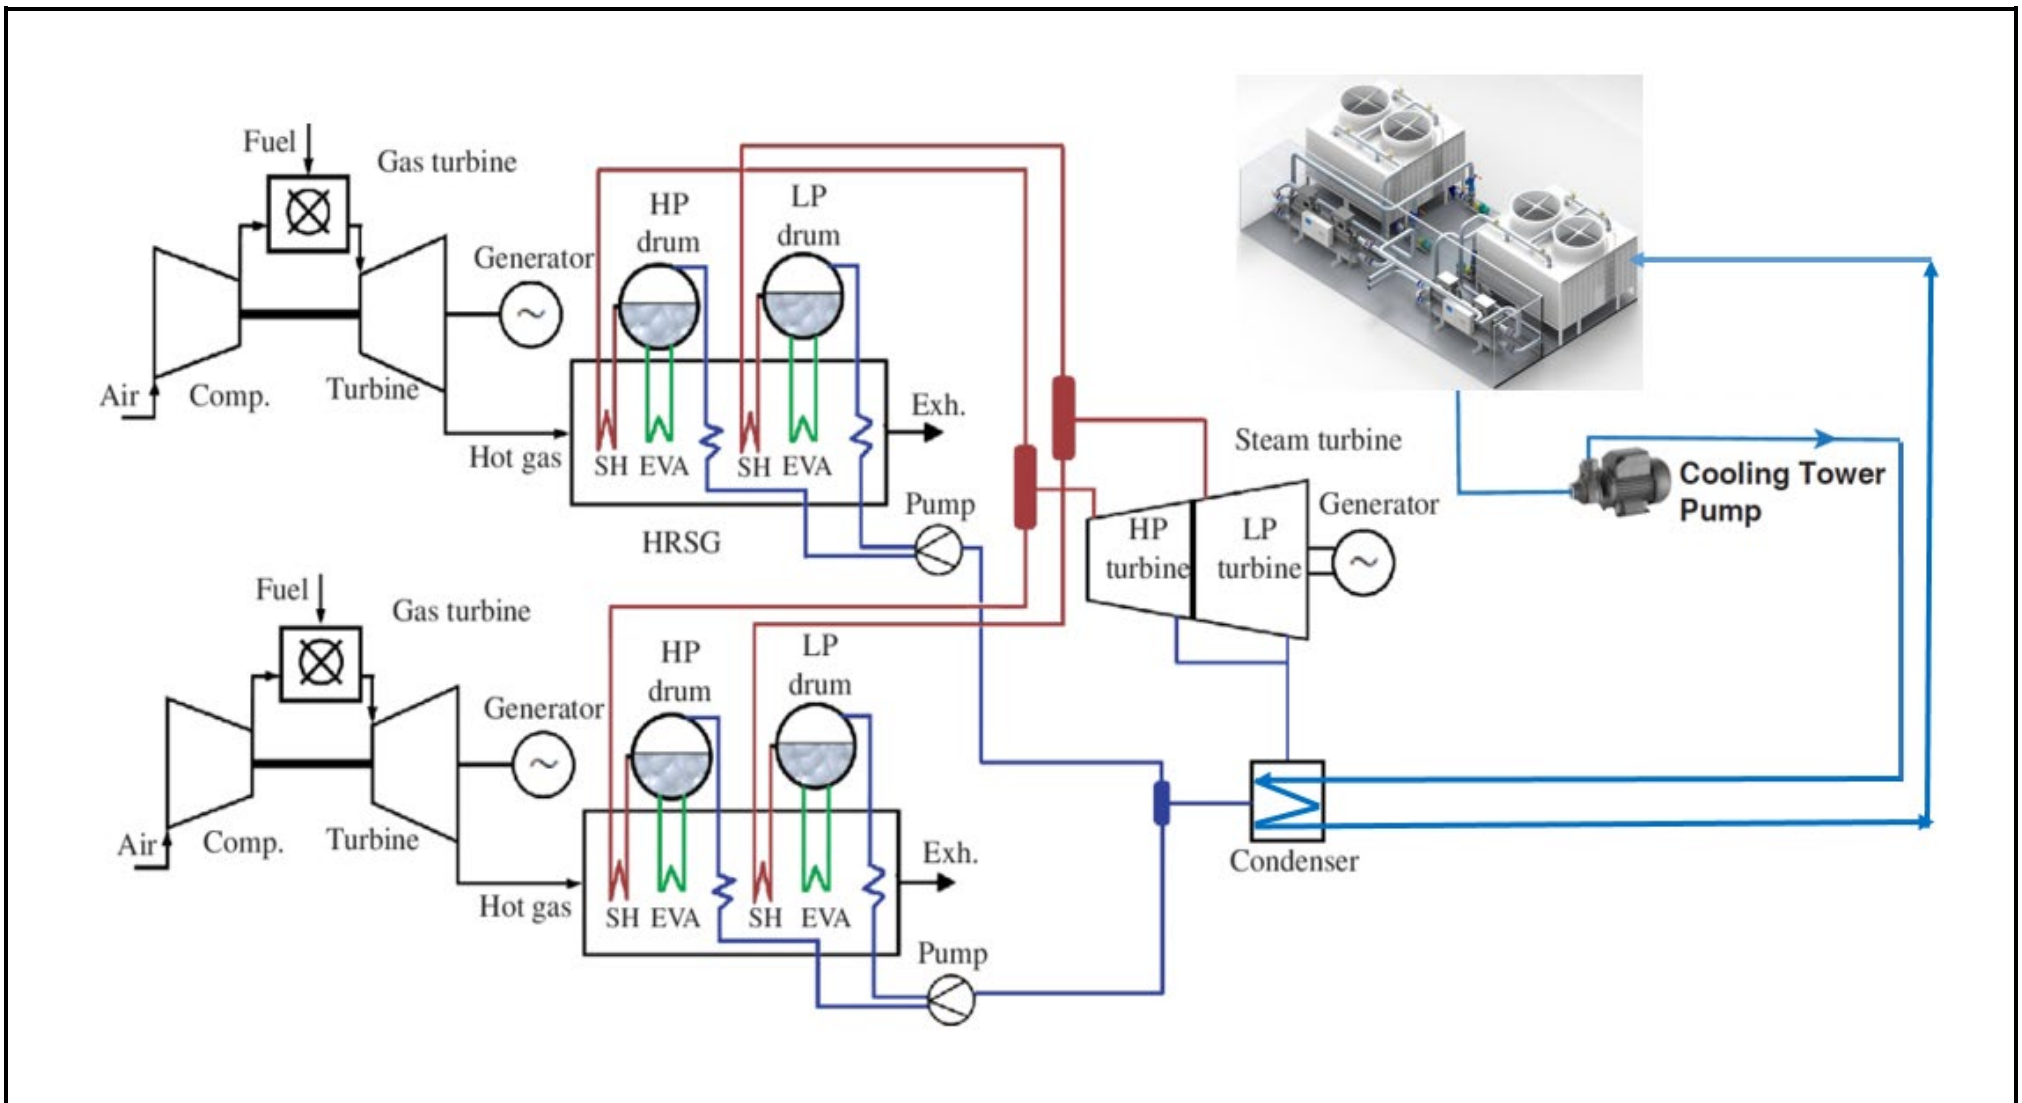 Fuel
Gas turbine
Generator
~
Air
Comp.
Turbine
Hot gas
HP
drum
LP
drum
SH EVA
SH EVA
Exh.
HRSG
Pump
Steam turbine
HP
turbine
LP
turbine
Generator
~
Cooling Tower
Pump
Fuel
Gas turbine
Generator
~
Air
Comp.
Turbine
Hot gas
HP
drum
LP
drum
SH EVA
SH EVA
Exh.
Pump
Condenser